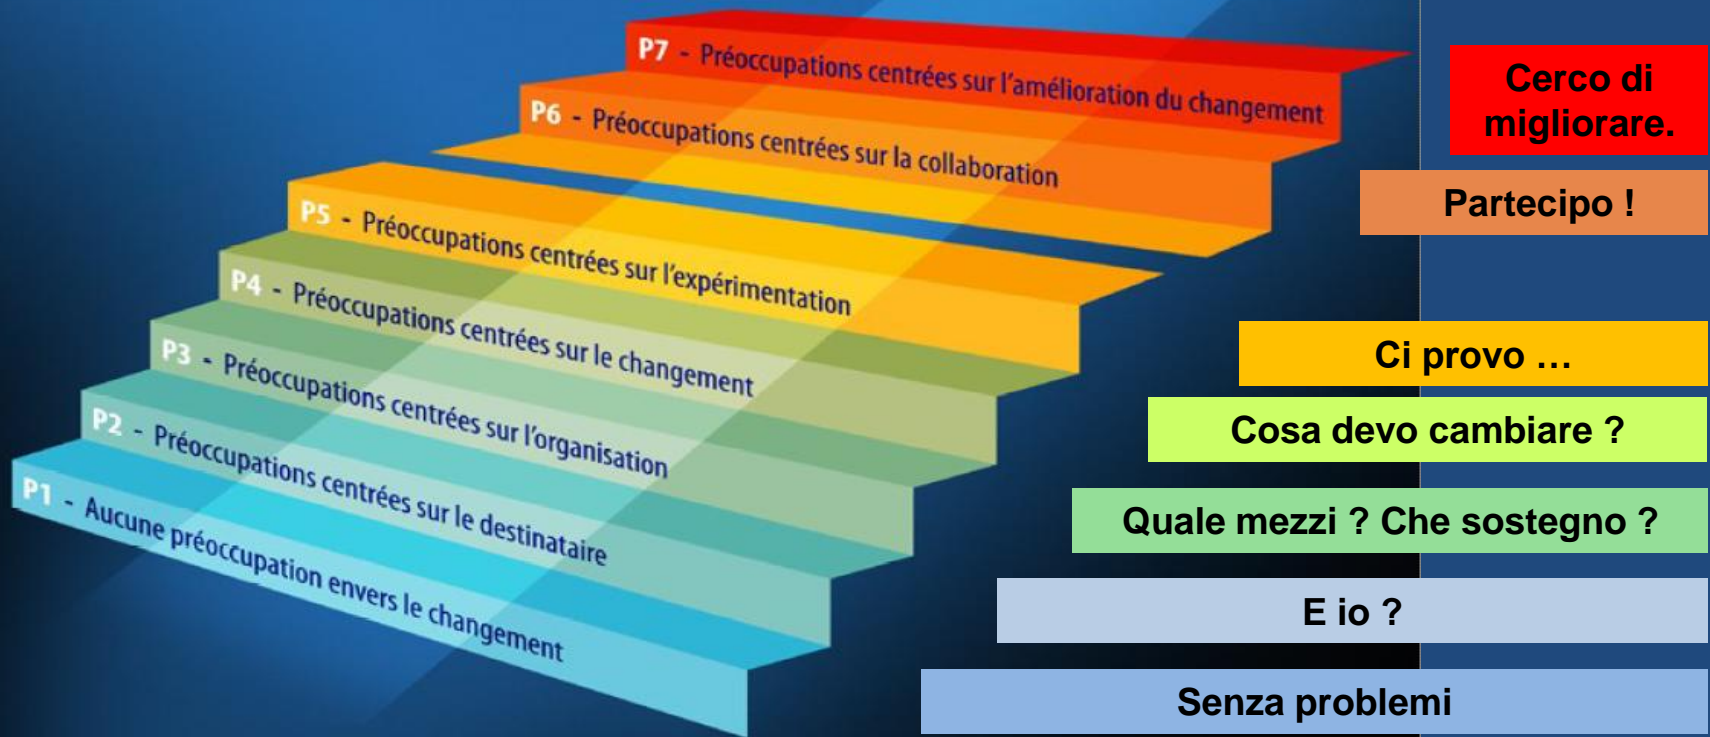 P7 - Préoccupations centrées sur l'amélioration du changement
P6 - Préoccupations centrées sur la collaboration
P5 - Préoccupations centrées sur l'expérimentation
P4 - Préoccupations centrées sur le changement
P3 - Préoccupations centrées sur l'organisation
P2 - Préoccupations centrées sur le destinataire
P1 - Aucune préoccupation envers le changement
Cerco di
migliorare.
Partecipo !
Ci provo …
Cosa devo cambiare ?
Quale mezzi ? Che sostegno ?
E io ?
Senza problemi